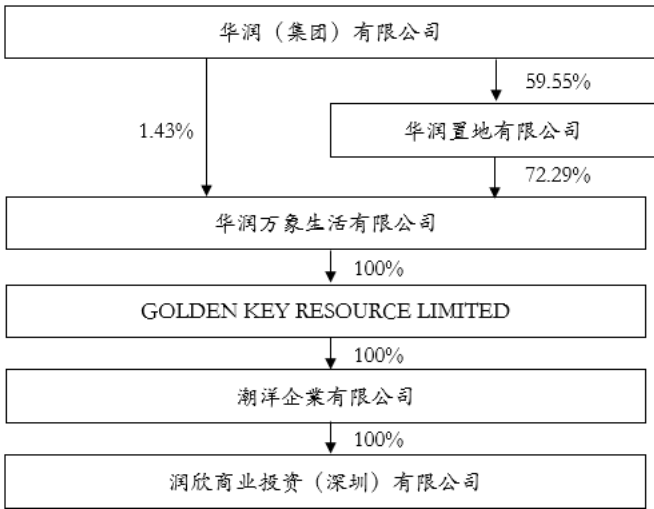 华润（集团）有限公司
59.55%
1.43%
华润置地有限公司
72.29%
华润万象生活有限公司
100%
GOLDEN KEY RESOURCE LIMITED
100%
潮洋企業有限公司
100%
润欣商业投资（深圳）有限公司